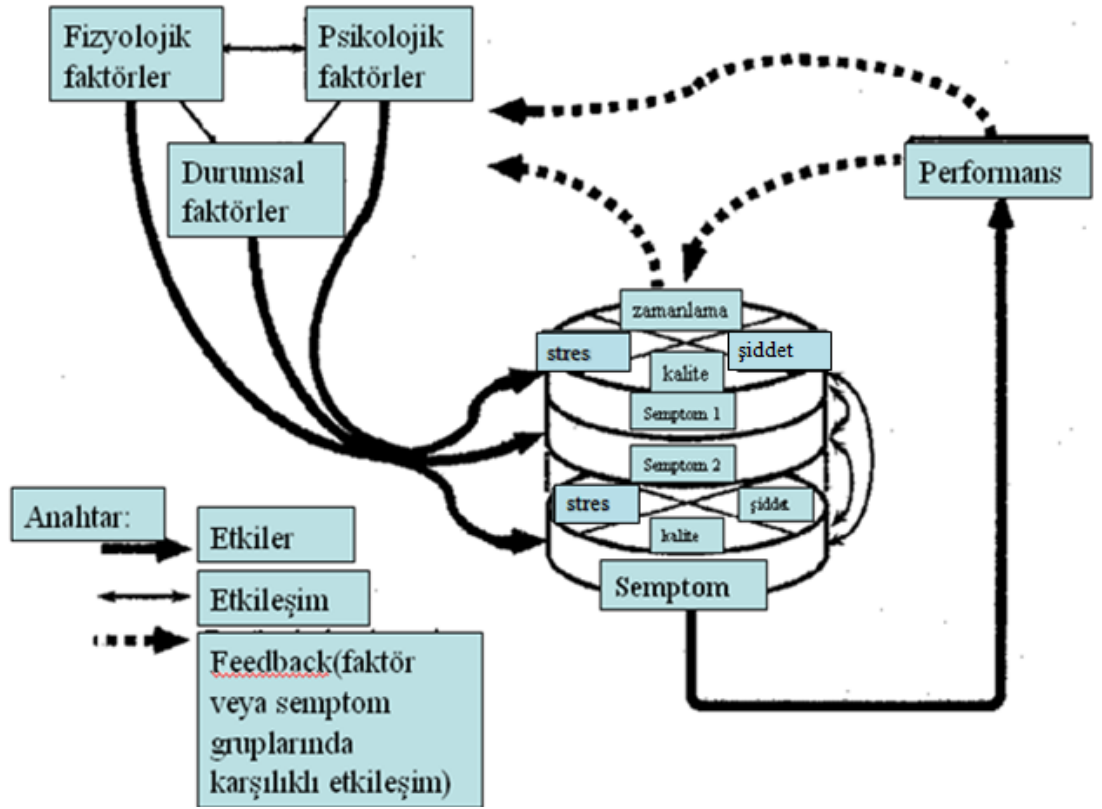 Fizyolojik
faktörler
Psikolojik
faktörler
Durumsal
faktörler
Performans
zamanlama
stres
şiddet
kalite
Semptom 1
Semptom 2
stres
şiddet
kalite
Semptom
Anahtar:
Etkiler
Etkileşim
Feedback(faktör
veya semptom
gruplarında
karşılıklı etkileşim)